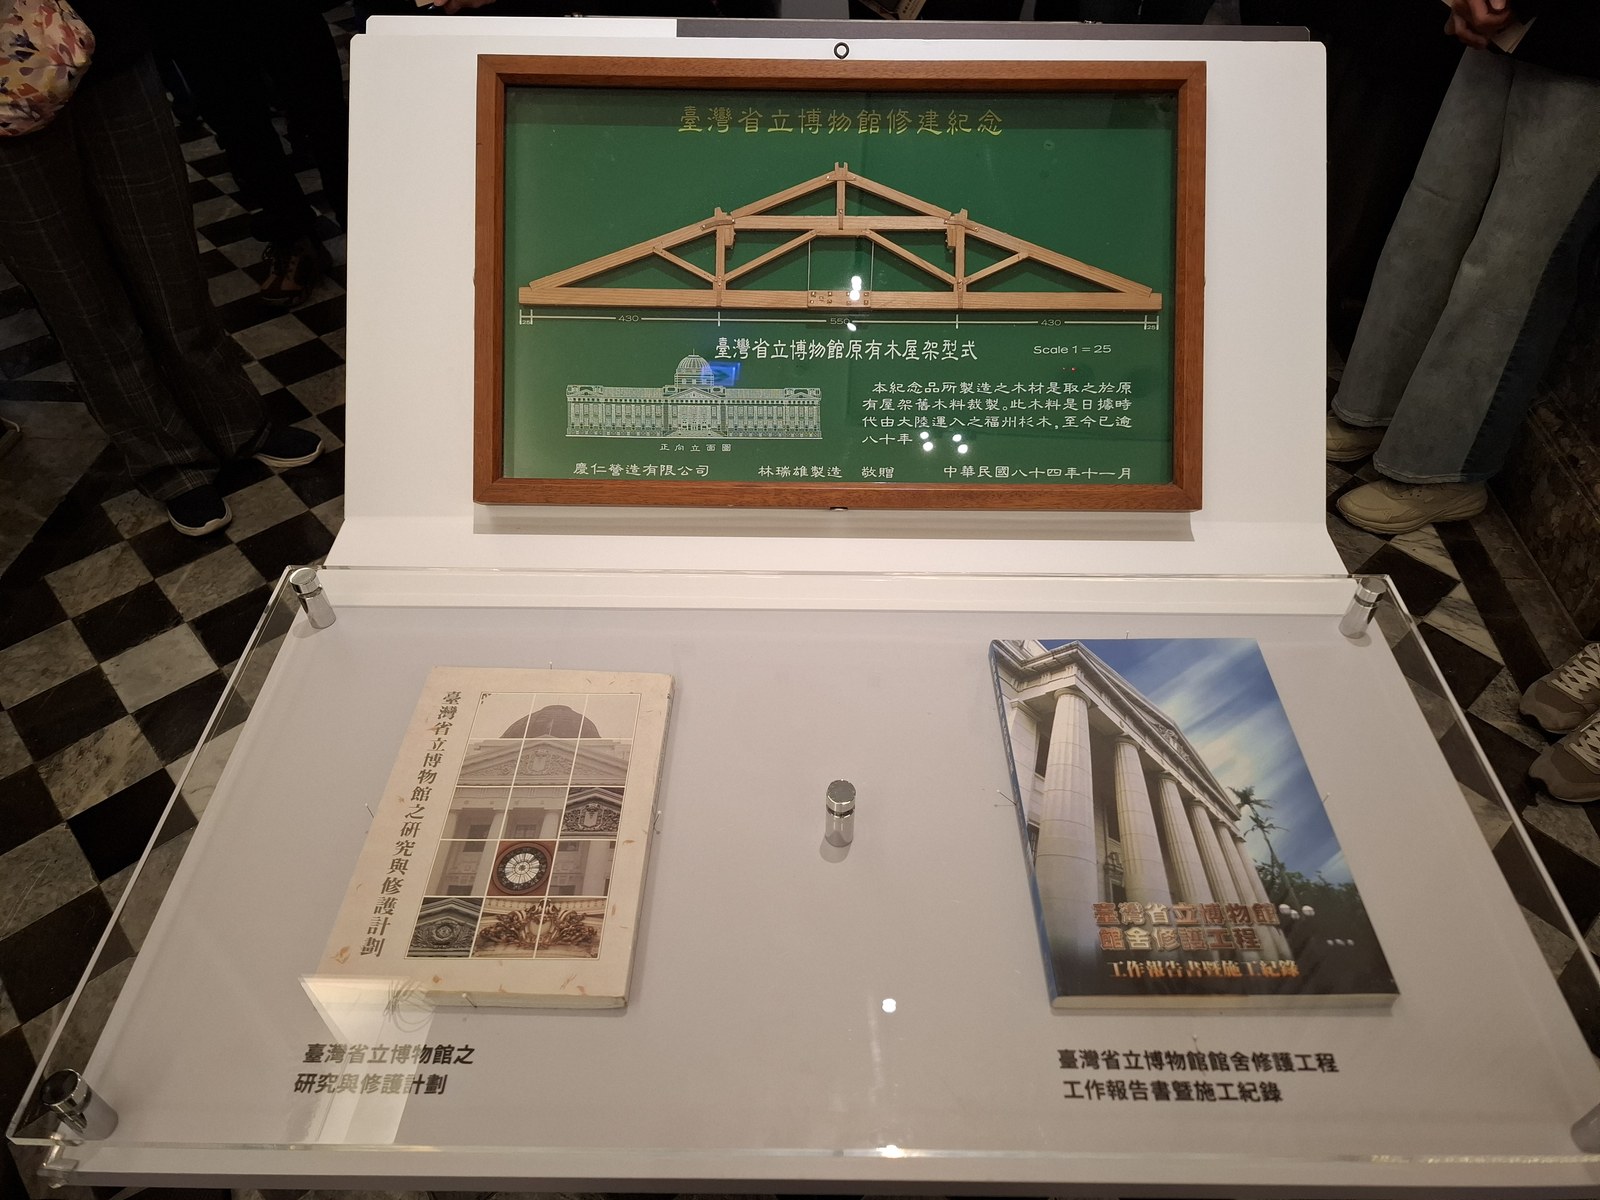 臺灣省立博物館修建紀念
25 430 550 430 25
臺灣省立博物館原有木屋架型式
Scale 1=25
本紀念品所製造之木材是取之於原
有屋架舊木料裁製。此木料是日據時
代由大陸運入之福州杉木，至今已逾
八十年
正向立面圖
慶仁營造有限公司 林瑞雄製造 敬贈 中華民國八十四年十一月
臺灣省立博物館之研究與修護計劃
臺灣省立博物館
館舍修護工程
工作報告書暨施工紀錄
臺灣省立博物館之
研究與修護計劃
臺灣省立博物館館舍修護工程
工作報告書暨施工紀錄